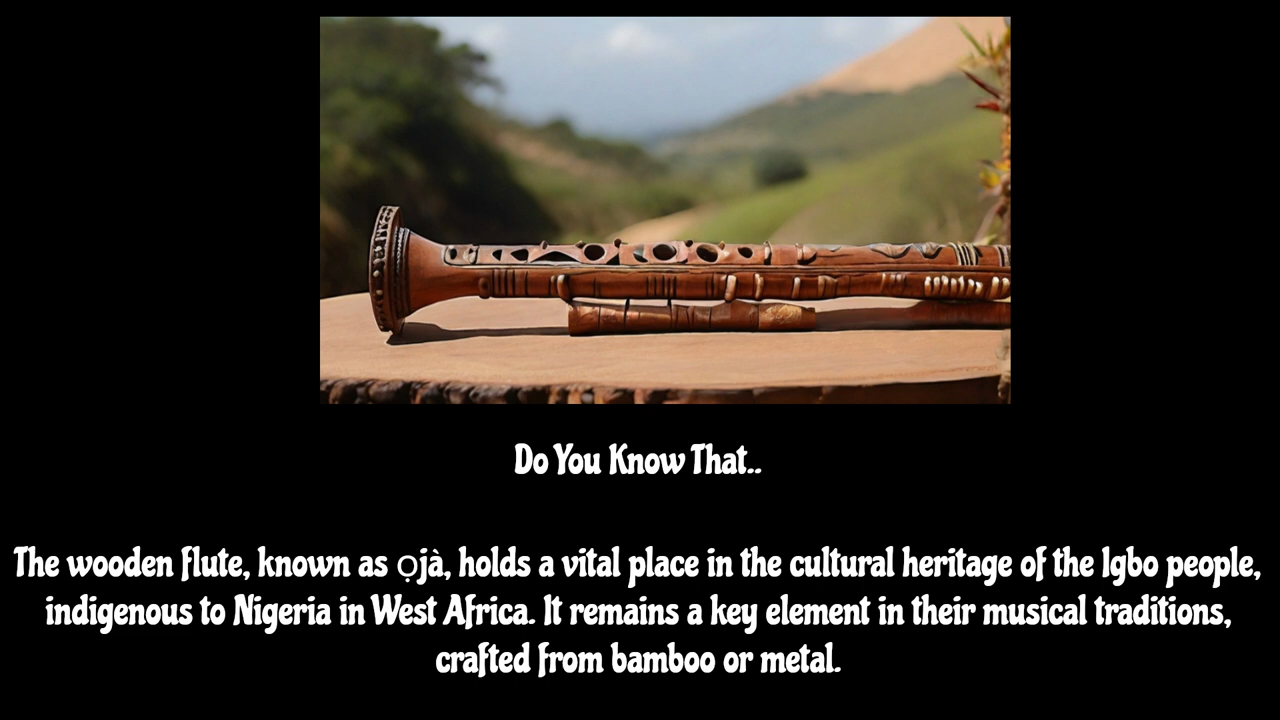 Do You Know That..
The wooden flute, known as ọjà, holds a vital place in the cultural heritage of the Igbo people,
indigenous to Nigeria in West Africa. It remains a key element in their musical traditions,
crafted from bamboo or metal.